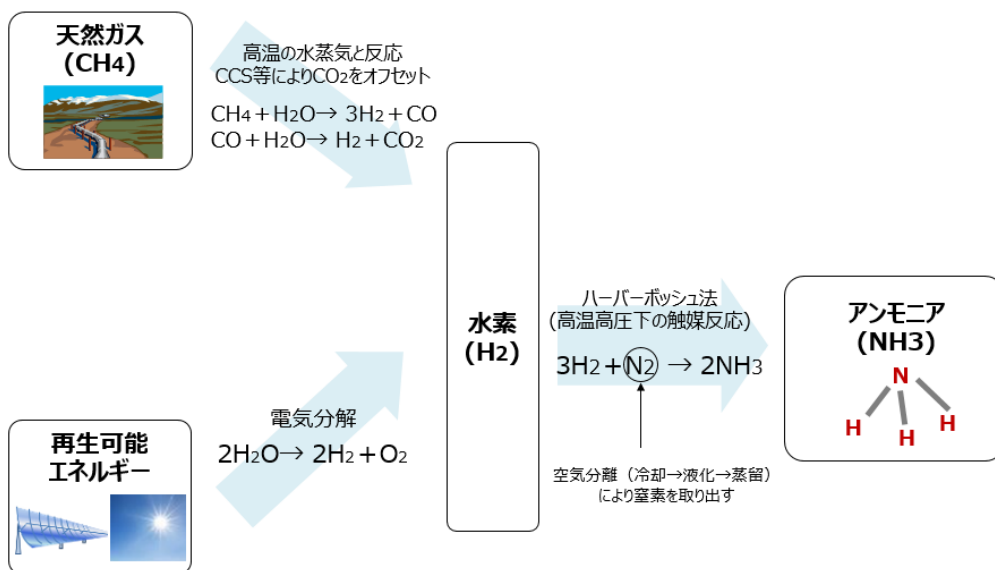 天然ガス
(CH4)
高温の水蒸気と反応
CCS等によりCO₂をオフセット
CH₄+H₂O→ 3H₂+CO
CO+H₂O→ H₂+CO₂
水素
(H2)
ハーバーボッシュ法
(高温高圧下の触媒反応)
3H₂+N₂ → 2NH₃
空気分離（冷却→液化→蒸留）
により窒素を取り出す
アンモニア
(NH3)
N
H
H
H
再生可能
エネルギー
電気分解
2H₂O→ 2H₂+O₂